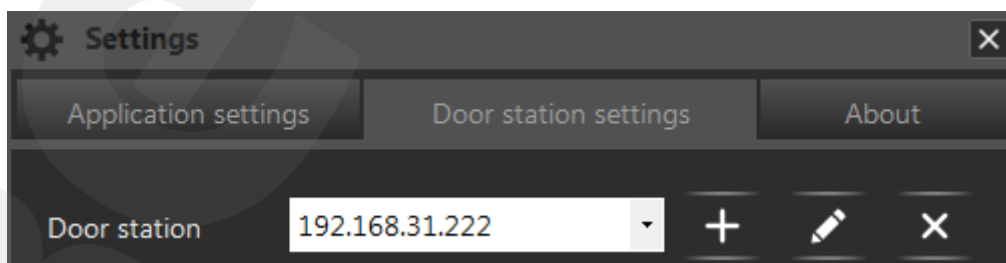 Settings
Application settings Door station settings About
Door station 192.168.31.222